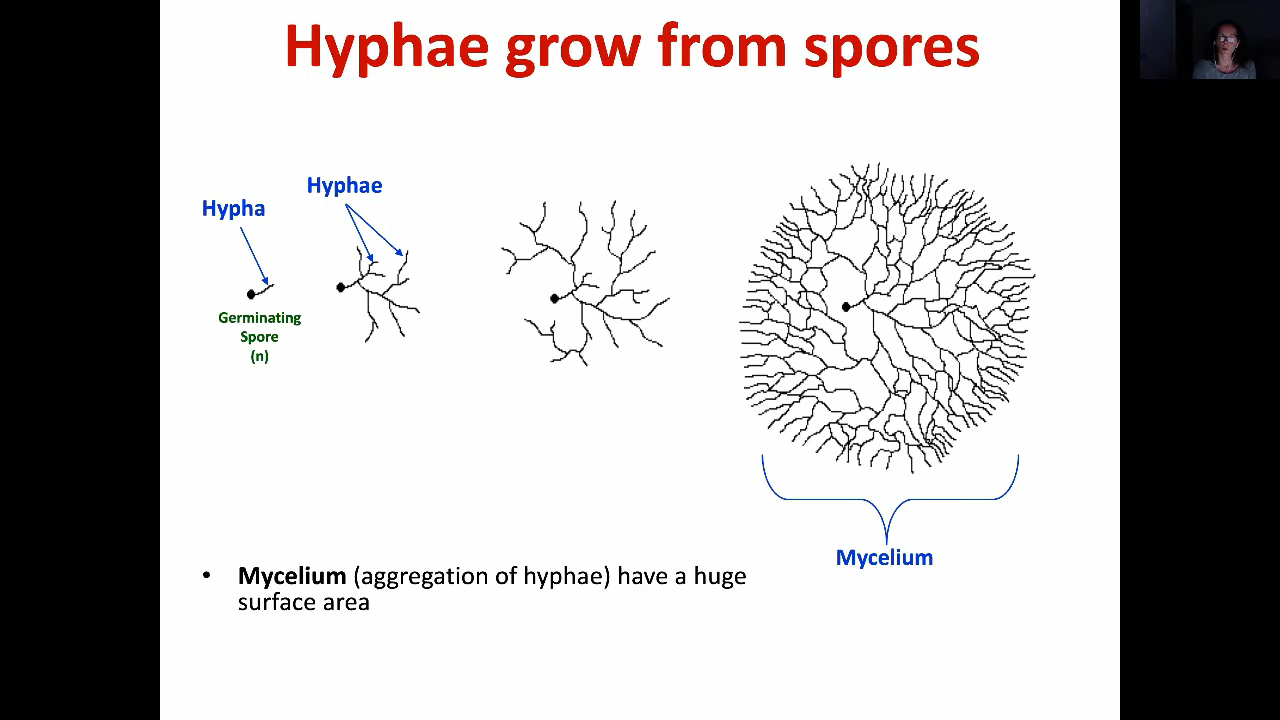 Hyphae grow from spores
Hyphae
Hypha
Germinating
Spore
(n)
Mycelium
• Mycelium (aggregation of hyphae) have a huge
surface area